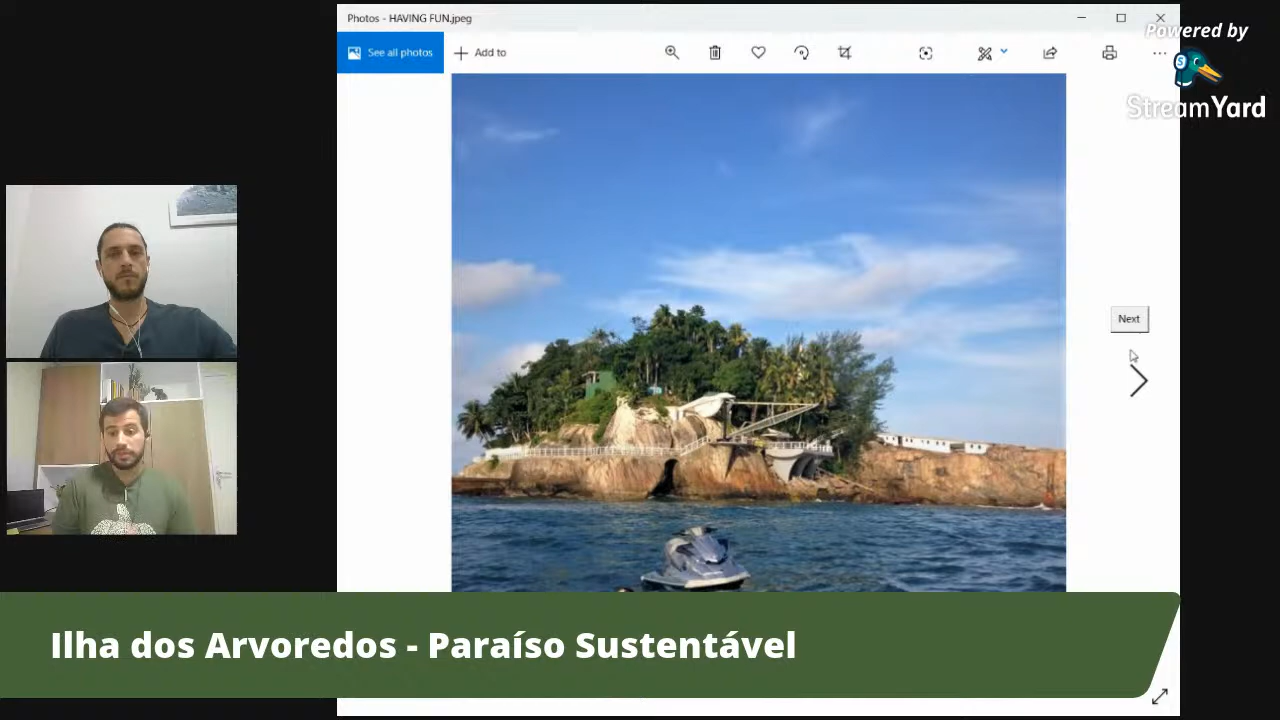 Photos - HAVING FUN.jpeg
Powered by
See all photos
Add to
StreamYard
Next
Ilha dos Arvoredos - Paraíso Sustentável